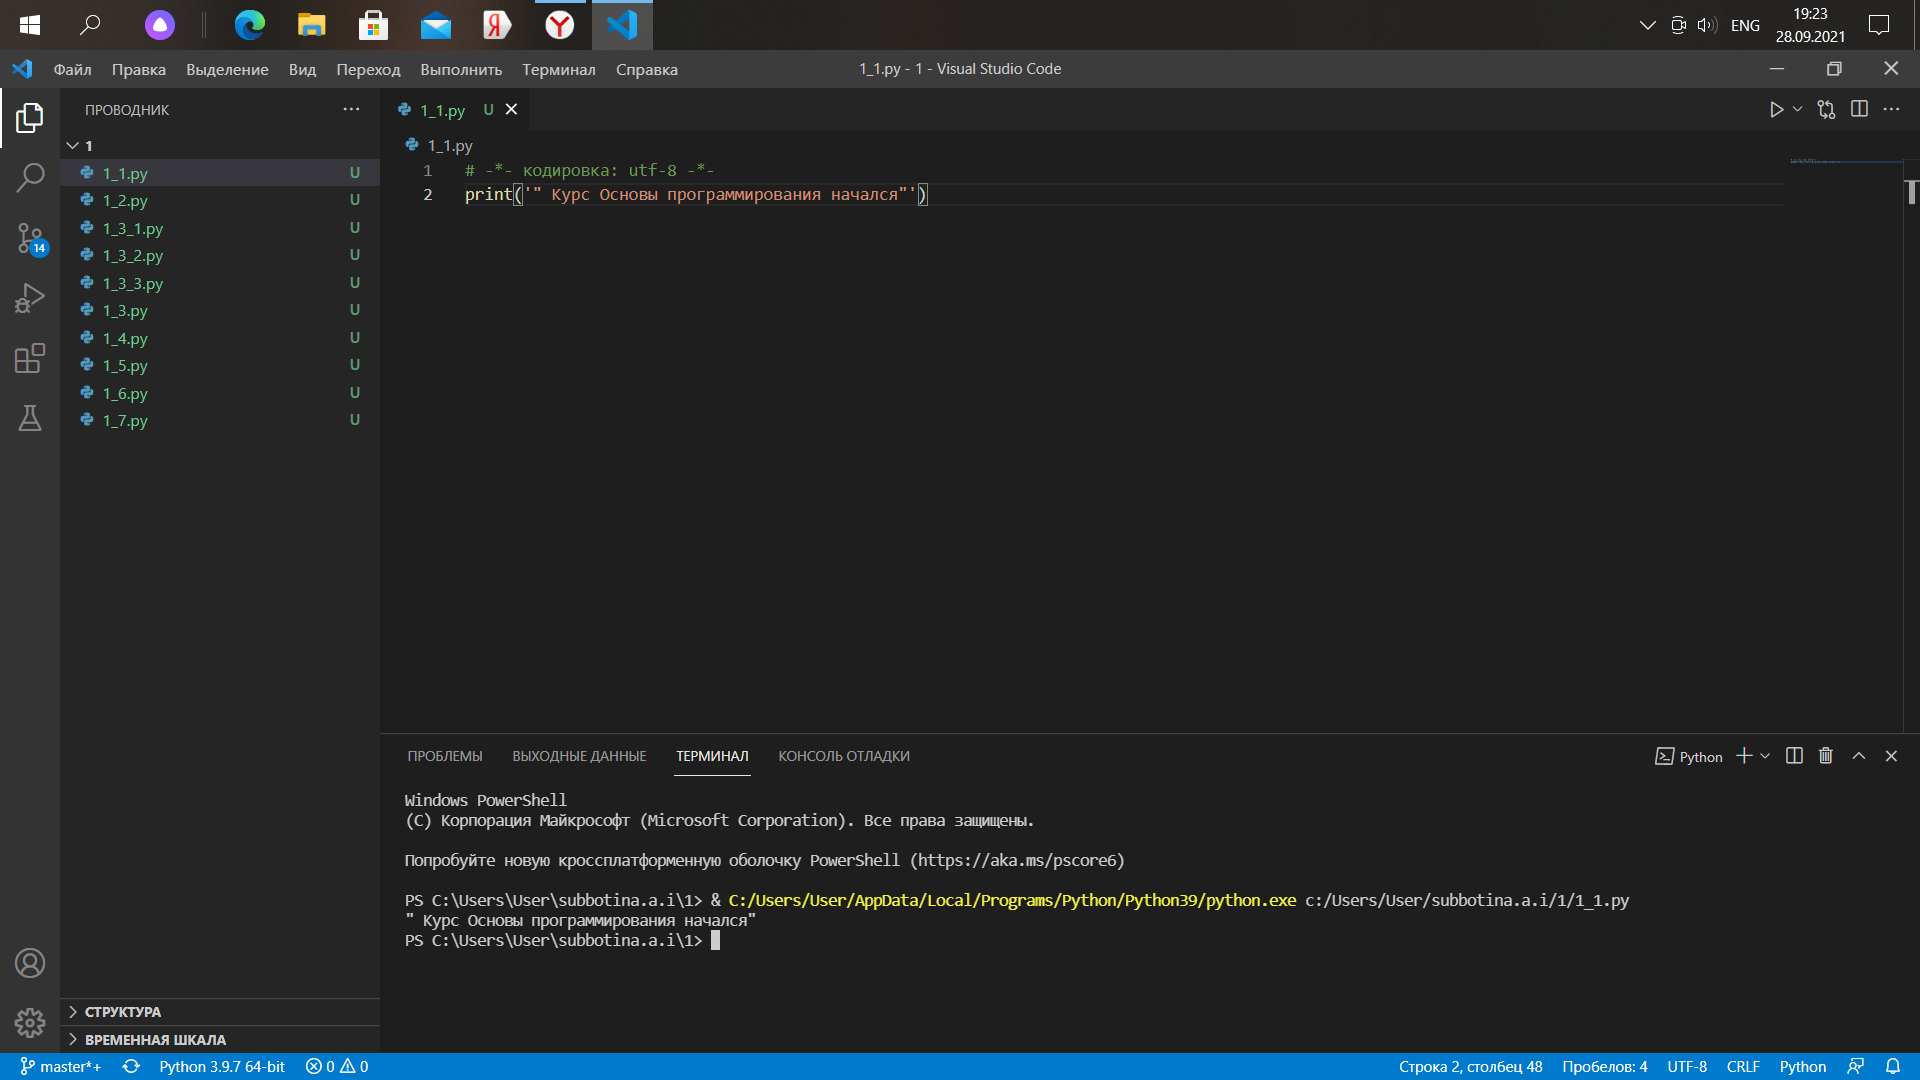 ENG
19:23
28.09.2021
Файл Правка Выделение Вид Переход Выполнить Терминал Справка
1_1.py - 1 - Visual Studio Code
ПРОВОДНИК
1_1.py U
1
1_1.py U
1_2.py U
1_3_1.py U
1_3_2.py U
1_3_3.py U
1_3.py U
1_4.py U
1_5.py U
1_6.py U
1_7.py U
14
1_1.py
1 # -*- кодировка: utf-8 -*-
2 print('" Курс Основы программирования начался"')
ПРОБЛЕМЫ ВЫХОДНЫЕ ДАННЫЕ ТЕРМИНАЛ КОНСОЛЬ ОТЛАДКИ
Python
Windows PowerShell
(C) Корпорация Майкрософт (Microsoft Corporation). Все права защищены.
Попробуйте новую кроссплатформенную оболочку PowerShell (https://aka.ms/pscore6)
PS C:\Users\User\subbotina.a.i\1> & C:/Users/User/AppData/Local/Programs/Python/Python39/python.exe c:/Users/User/subbotina.a.i/1/1_1.py
" Курс Основы программирования начался"
PS C:\Users\User\subbotina.a.i\1>
СТРУКТУРА
ВРЕМЕННАЯ ШКАЛА
master*+ Python 3.9.7 64-bit 0 0
Строка 2, столбец 48 Пробелов: 4 UTF-8 CRLF Python